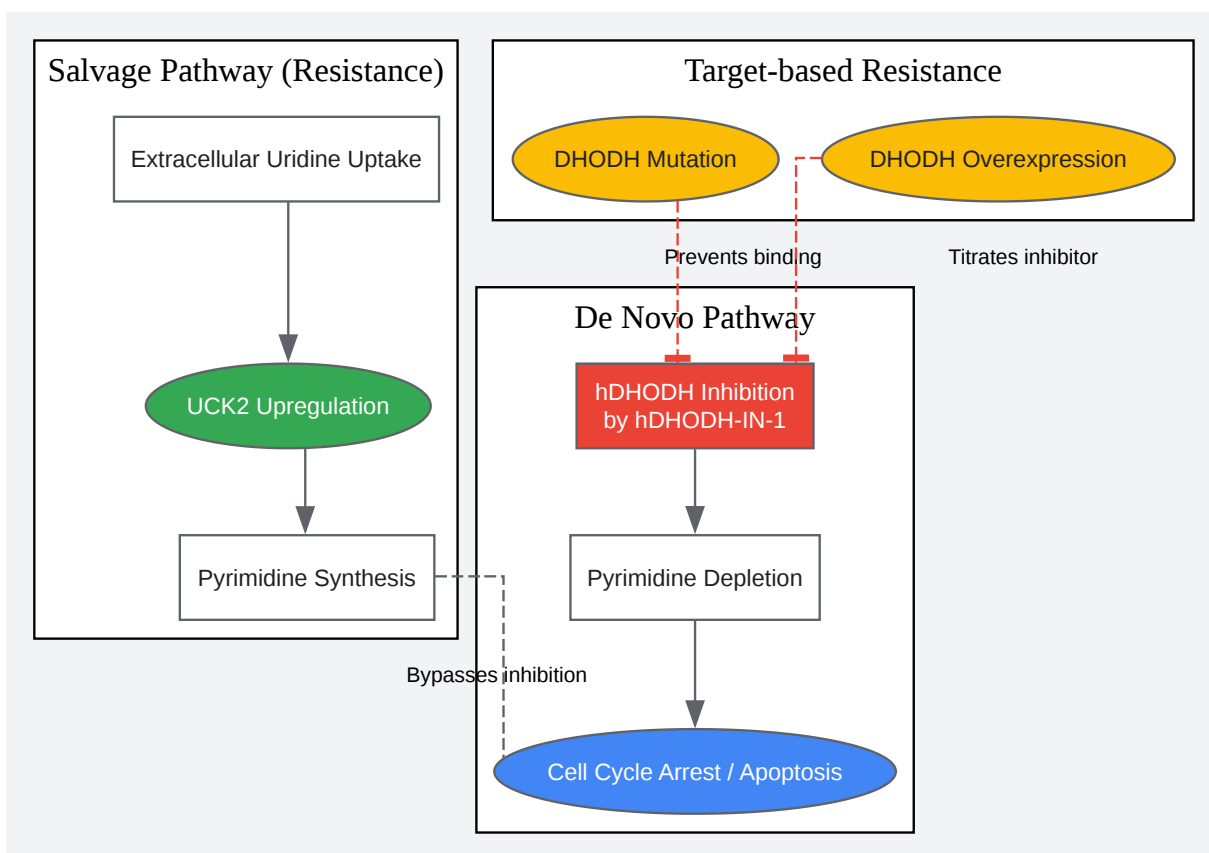 Salvage Pathway (Resistance)
Extracellular Uridine Uptake
UCK2 Upregulation
Pyrimidine Synthesis
Bypasses inhibition
Target-based Resistance
DHODH Mutation
DHODH Overexpression
Prevents binding
Titrates inhibitor
De Novo Pathway
hDHODH Inhibition
by hDHODH-IN-1
Pyrimidine Depletion
Cell Cycle Arrest / Apoptosis